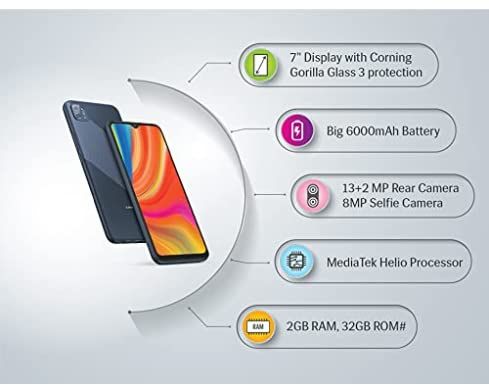 7" Display with Corning
Gorilla Glass 3 protection
Big 6000mAh Battery
13+2 MP Rear Camera
8MP Selfie Camera
MediaTek Helio Processor
RAM
2GB RAM, 32GB ROM#